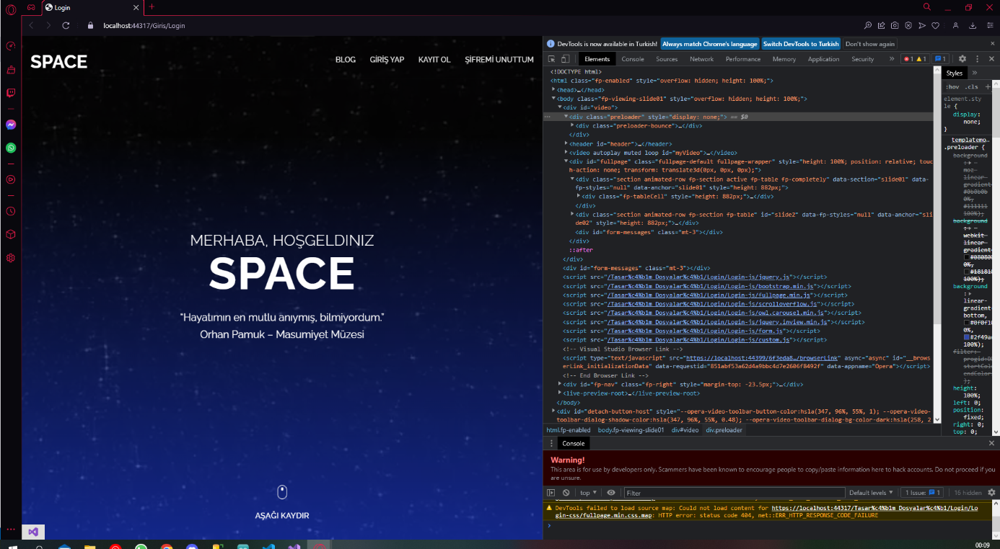 Login
localhost:44317/Giris/Login
SPACE
BLOG GİRİŞ YAP KAYIT OL ŞİFREMİ UNUTTUM
MERHABA, HOŞGELDINIZ
SPACE
“Hayatımın en mutlu anıymış, bilmiyordum.”
Orhan Pamuk – Masumiyet Müzesi
AŞAĞI KAYDIR
DevTools is now available in Turkish! Always match Chrome's language Switch DevTools to Turkish Don't show again
Elements Console Sources Network Performance Memory Application Security » 1 1 1
<!DOCTYPE html>
<html class="fp-enabled" style="overflow: hidden; height: 100%;">
<head>…</head>
<body class="fp-viewing-slide01" style="overflow: hidden; height: 100%;">
<div id="video">
<div class="preloader" style="display: none;"> == $0
<div class="preloader-bounce">…</div>
</div>
<header id="header">…</header>
<video autoplay muted loop id="myVideo">…</video>
<div id="fullpage" class="fullpage-default fullpage-wrapper" style="height: 100%; position: relative; touc
h-action: none; transform: translate3d(0px, 0px, 0px);">
<div class="section animated-row fp-section active fp-table fp-completely" data-section="slide01" data-
fp-styles="null" data-anchor="slide01" style="height: 882px;">
<div class="fp-tableCell" style="height: 882px;">…</div>
</div>
<div class="section animated-row fp-section fp-table" id="slide2" data-fp-styles="null" data-anchor="sli
de02" style="height: 882px;">…</div>
<div id="form-messages" class="mt-3"></div>
</div>
::after
</div>
<div id="form-messages" class="mt-3"></div>
<script src="/Tasar%c4%b1m Dosyalar%c4%b1/Login/Login-js/jquery.js"></script>
<script src="/Tasar%c4%b1m Dosyalar%c4%b1/Login/Login-js/bootstrap.min.js"></script>
<script src="/Tasar%c4%b1m Dosyalar%c4%b1/Login/Login-js/fullpage.min.js"></script>
<script src="/Tasar%c4%b1m Dosyalar%c4%b1/Login/Login-js/scrolloverflow.js"></script>
<script src="/Tasar%c4%b1m Dosyalar%c4%b1/Login/Login-js/owl.carousel.min.js"></script>
<script src="/Tasar%c4%b1m Dosyalar%c4%b1/Login/Login-js/jquery.inview.min.js"></script>
<script src="/Tasar%c4%b1m Dosyalar%c4%b1/Login/Login-js/form.js"></script>
<script src="/Tasar%c4%b1m Dosyalar%c4%b1/Login/Login-js/custom.js"></script>
<!-- Visual Studio Browser Link -->
<script type="text/javascript" src="https://localhost:44399/6f3eda8…/browserLink" async="async" id="__brow
serLink_initializationData" data-requestid="851abf53a62d4a9bbc4d7e2606f8492f" data-appname="Opera"></script>
<!-- End Browser Link -->
<div id="fp-nav" class="fp-right" style="margin-top: -23.5px;">…</div>
<live-preview-root>…</live-preview-root>
</body>
<div id="detach-button-host" style="--opera-video-toolbar-button-color:hsla(347, 96%, 55%, 1); --opera-video-
toolbar-dialog-shadow-color:hsla(347, 96%, 55%, 0.48); --opera-video-toolbar-dialog-bg-color-dark:hsla(258, 2
html.fp-enabled body.fp-viewing-slide01 div#video div.preloader
Styles »
:hov .cls +
element.sty
le {
display:
none;
}
templatemo…
.preloader {
background
:
moz-
linear-
gradient
#0b0b0b
0%,
#111111
100%);
background
:
webkit-
linear-
gradient
#080808
0%,
#181818
100%);
background
:
linear-
gradient
bottom,
#0f0f1
0%,
#2f49a
100%);
filter:
progid:D
startCol
endColor
);
height:
100%;
left: 0;
position:
fixed;
right: 0;
top: 0;
Console
Warning!
This area is for use by developers only. Scammers have been known to encourage people to copy/paste information here to hack accounts. Do not proceed if you
are unsure.
top Filter Default levels 1 Issue: 1 16 hidden
DevTools failed to load source map: Could not load content for https://localhost:44317/Tasar%c4%b1m Dosyalar%c4%b1/Login/Lo
gin-css/fullpage.min.css.map: HTTP error: status code 404, net::ERR_HTTP_RESPONSE_CODE_FAILURE
00:09